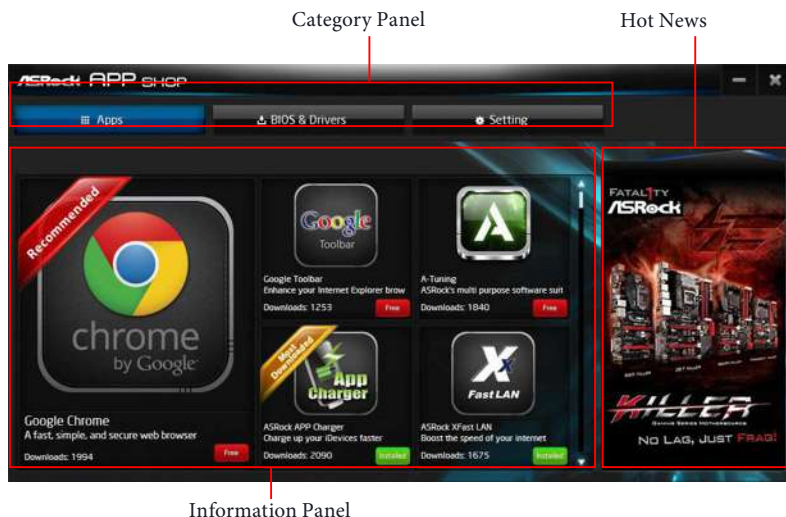 Category Panel
Hot News
ASRock APP SHOP
Apps
BIOS & Drivers
Setting
Recommended
chrome
by Google
Google Chrome
A fast, simple, and secure web browser
Downloads: 1994
Free
Google
Toolbar
Google Toolbar
Enhance your Internet Explorer brow
Downloads: 1253
Free
A-Tuning
ASRock's multi purpose software suit
Downloads: 1840
Free
Most Downloaded
App
Charger
ASRock APP Charger
Charge up your iDevices faster
Downloads: 2090
Installed
Fast LAN
ASRock XFast LAN
Boost the speed of your internet
Downloads: 1675
Installed
FATAL1TY
ASRock
KILLER
GAMING SERIES MOTHERBOARDS
NO LAG, JUST FRAG!
Information Panel